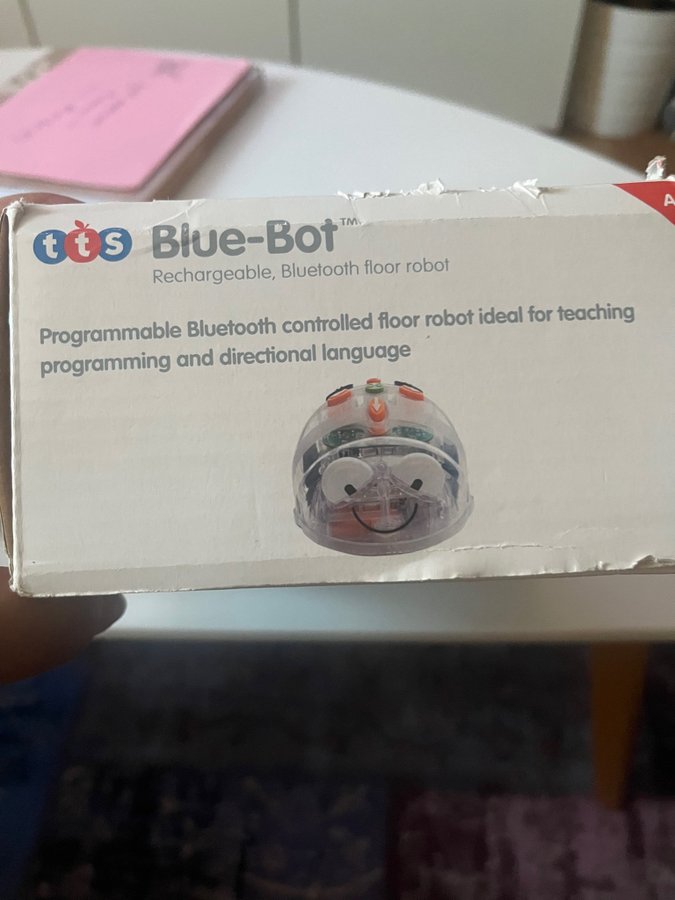 tts Blue-Bot™
Rechargeable, Bluetooth floor robot
Programmable Bluetooth controlled floor robot ideal for teaching
programming and directional language
A